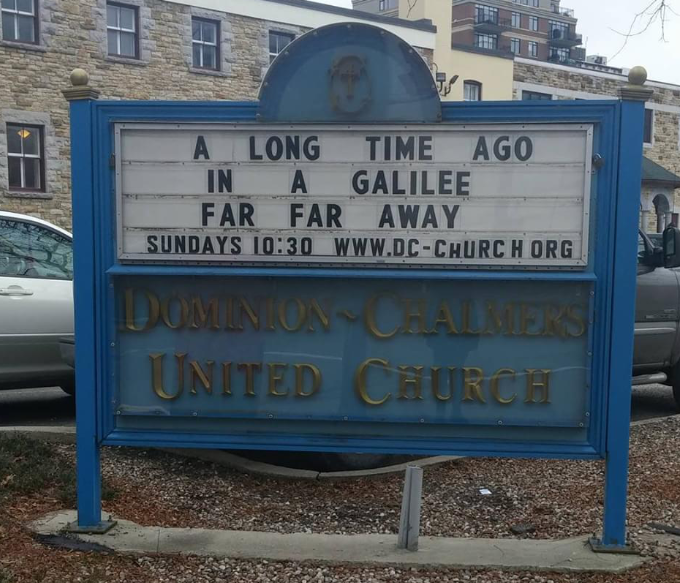 A LONG TIME AGO
IN A GALILEE
FAR FAR AWAY
SUNDAYS 10:30 WWW.DC-CHURCH ORG
DOMINION~CHALMERS
UNITED CHURCH